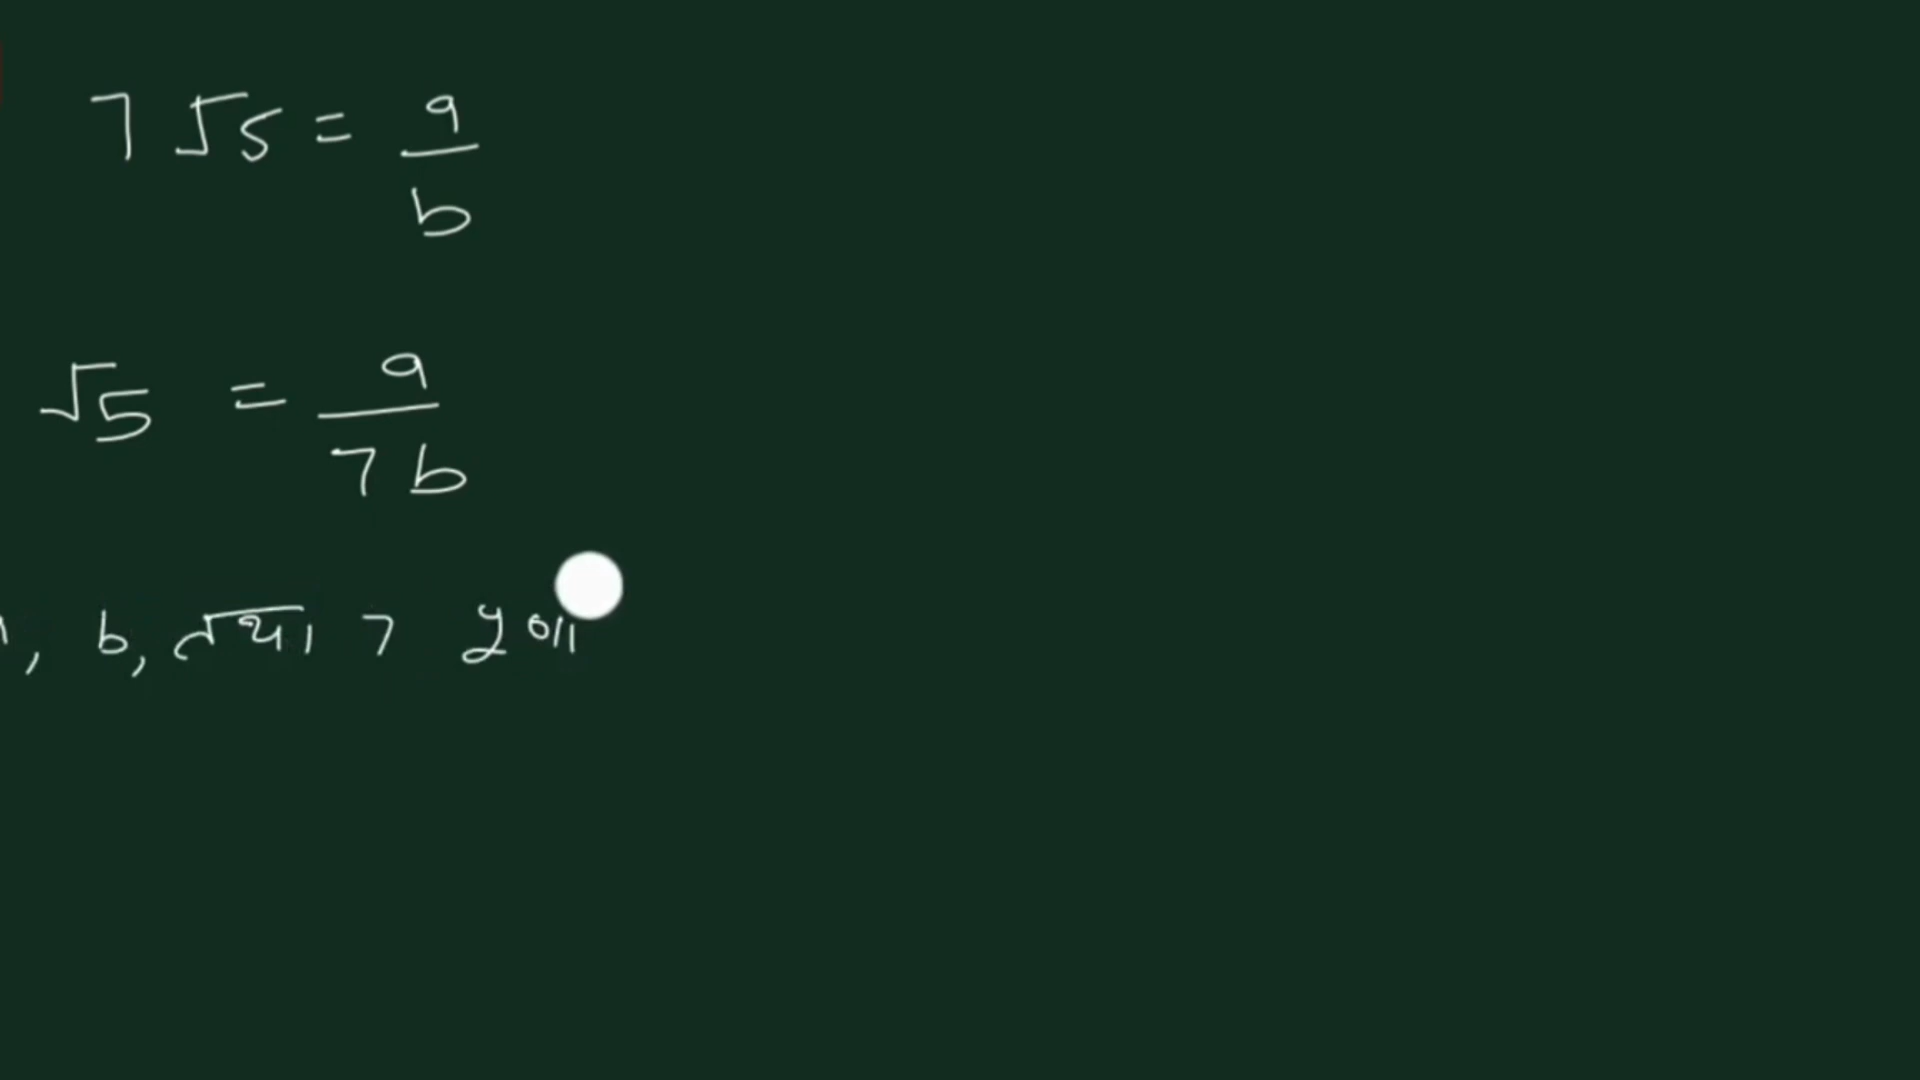 7√5 = a/b
√5 = a/7b
, b, तथा 7 पूणा